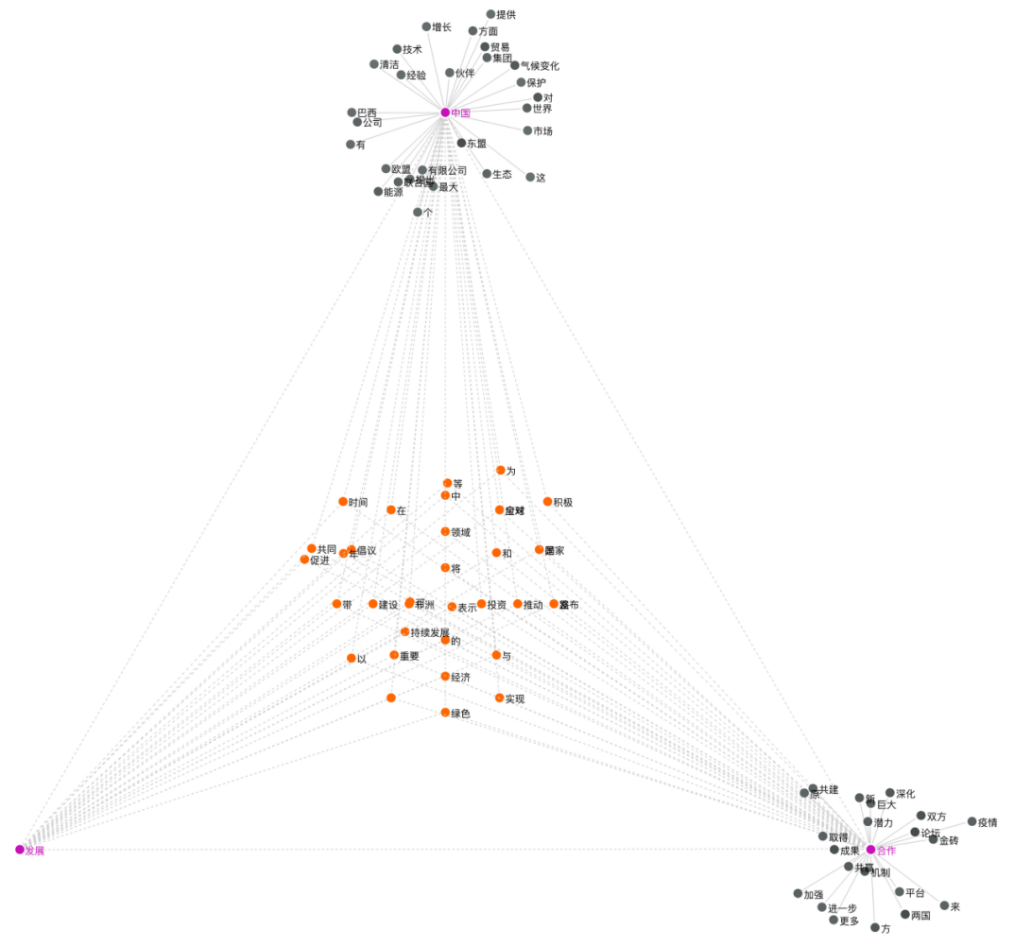 提供
增长
方面
贸易
技术
集团
清洁
气候变化
经验
伙伴
保护
对
世界
巴西
中国
公司
市场
有
东盟
欧盟
有限公司
生态
这
最大
能源
个
为
等
中
时间
积极
在
领域
共同
倡议
和
国家
促进
将
带
建设
非洲
表示
投资
推动
发布
持续发展
的
以
重要
与
经济
实现
绿色
共建
深化
新
巨大
双方
潜力
疫情
论坛
取得
金砖
发展
成果
合作
共赢
机制
加强
平台
进一步
两国
来
更多
方